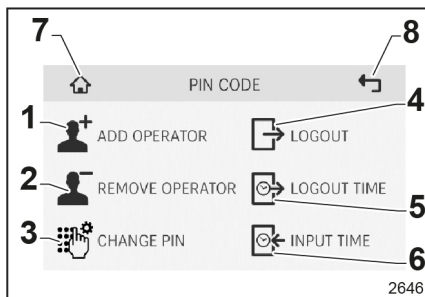 7 8
PIN CODE
1 ADD OPERATOR 4 LOGOUT
2 REMOVE OPERATOR LOGOUT TIME 5
3 CHANGE PIN INPUT TIME 6
2646